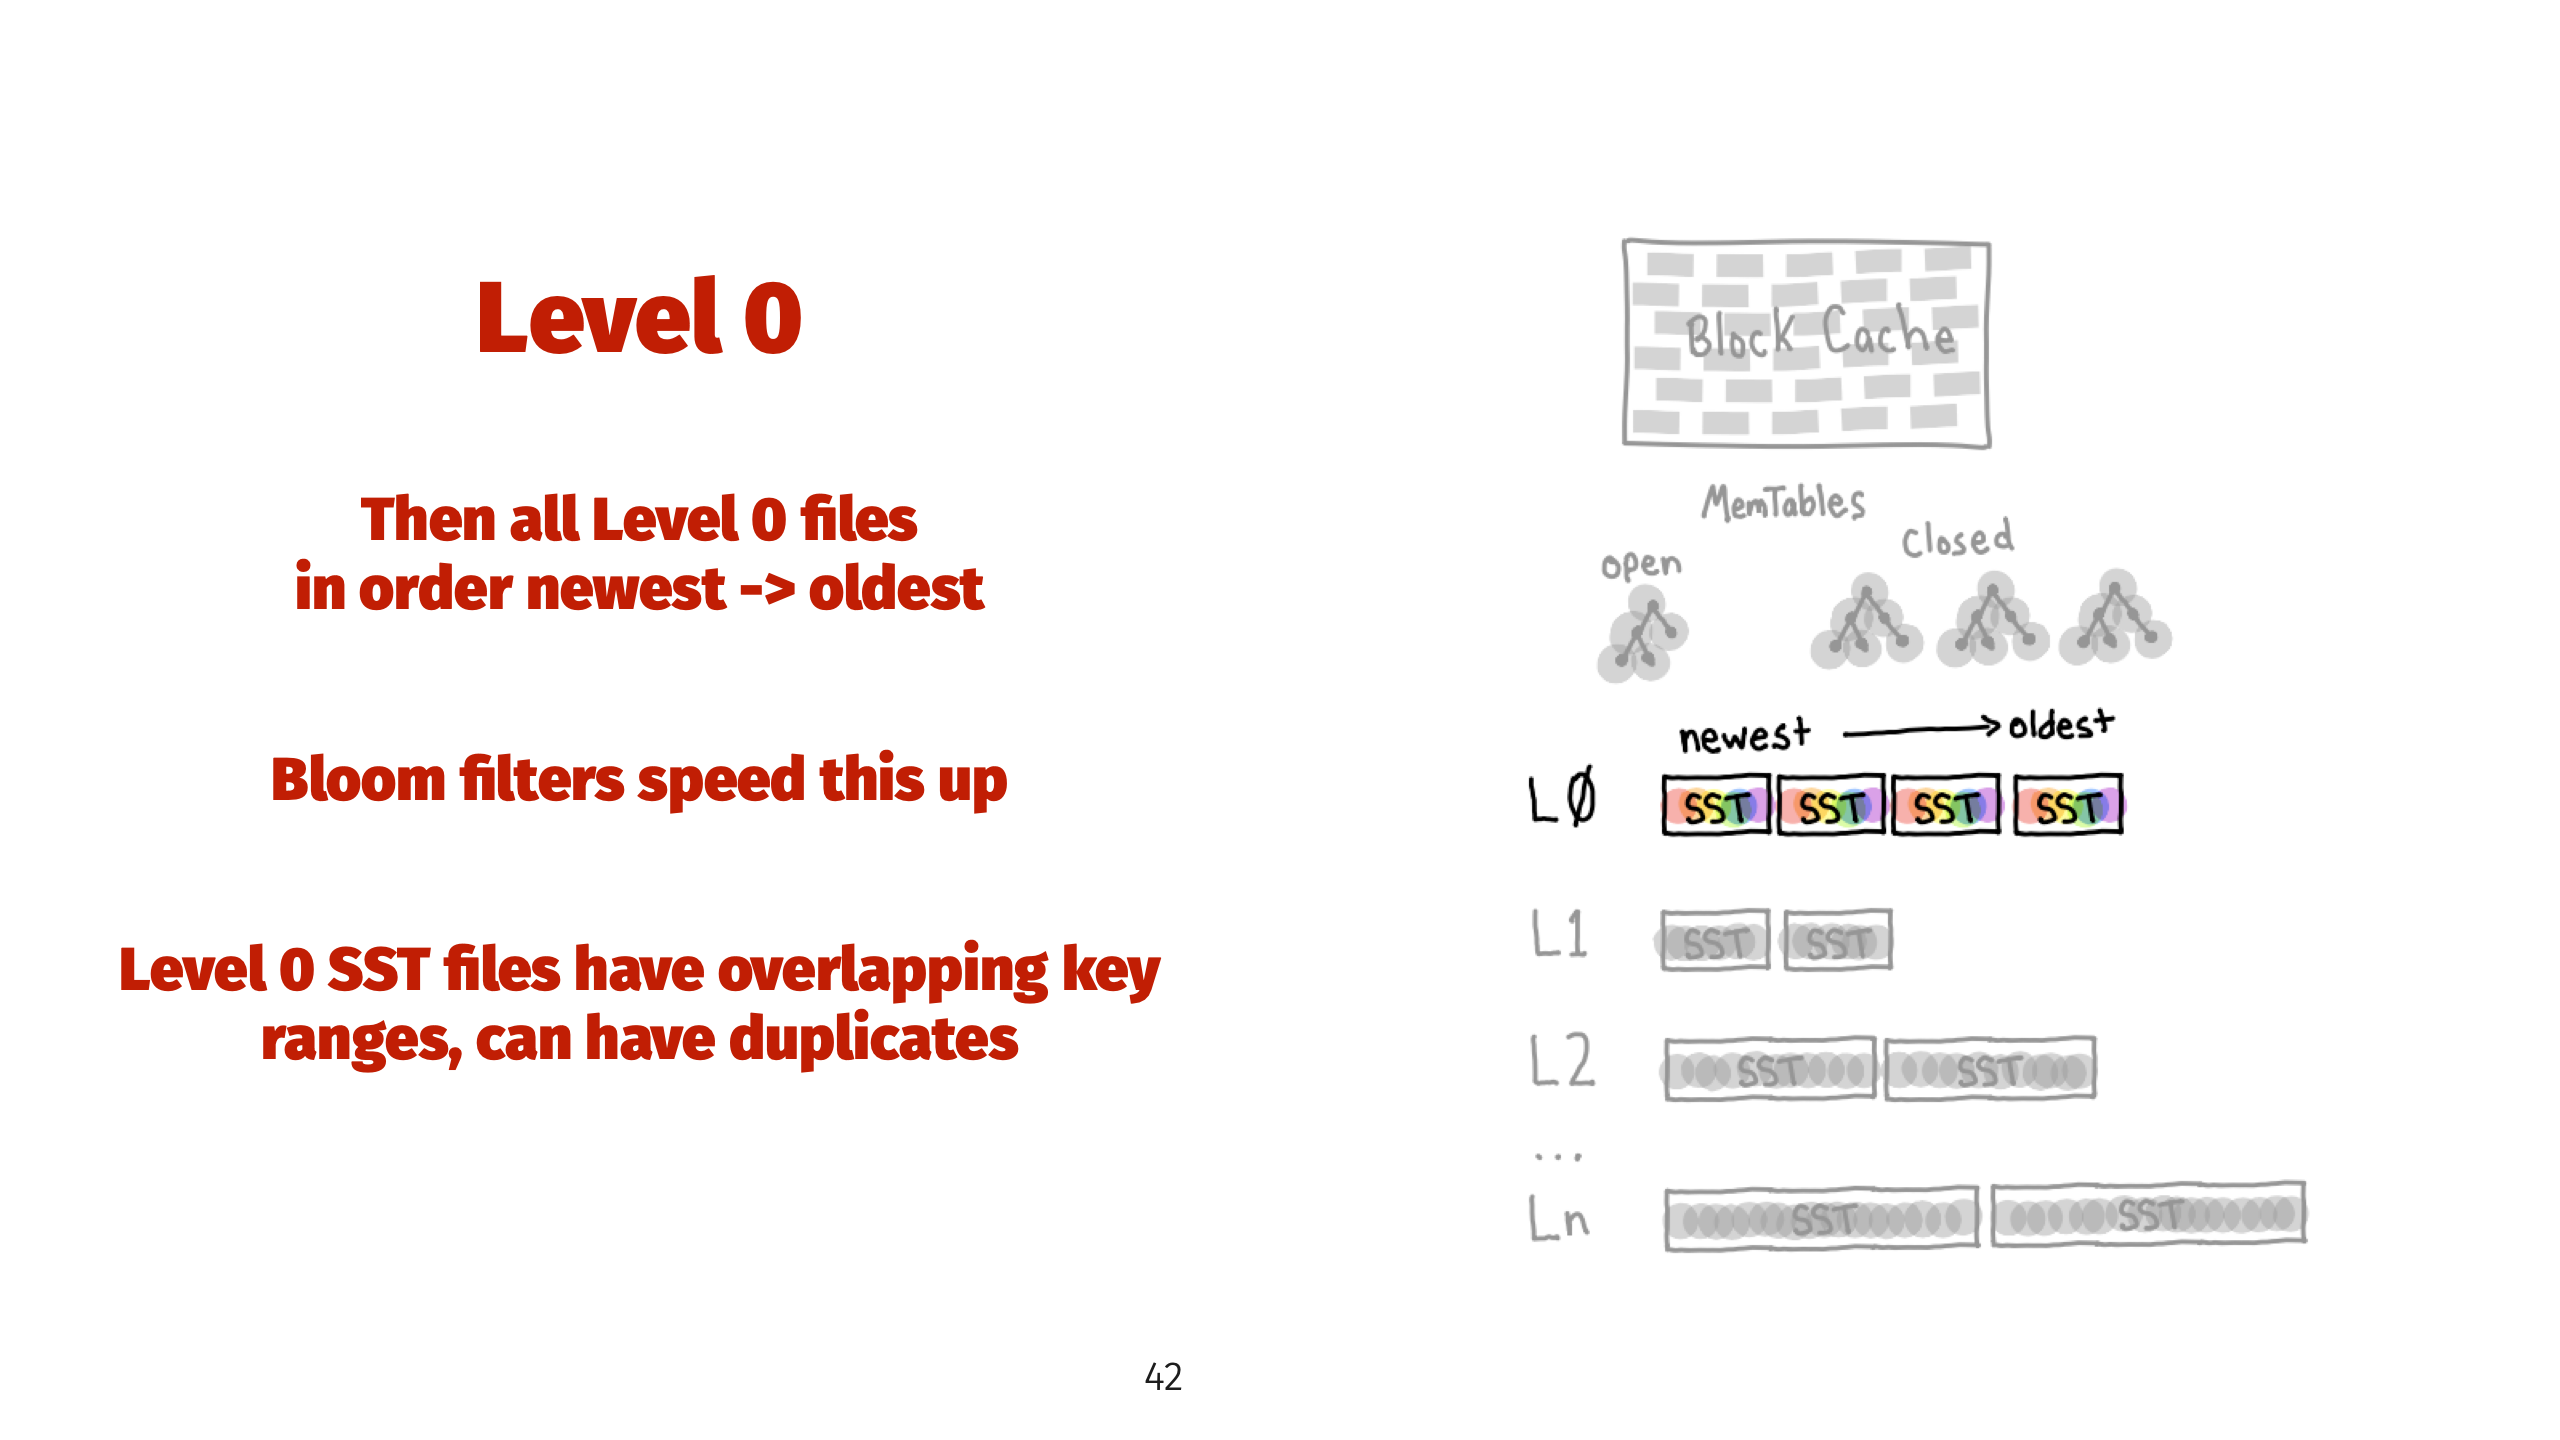 Level 0
Then all Level 0 files
in order newest -> oldest
Bloom filters speed this up
Level 0 SST files have overlapping key
ranges, can have duplicates
Block Cache
MemTables
open
Closed
newest → oldest
LØ SST SST SST SST
L1 SST SST
L2 SST SST
...
Ln SST SST
42